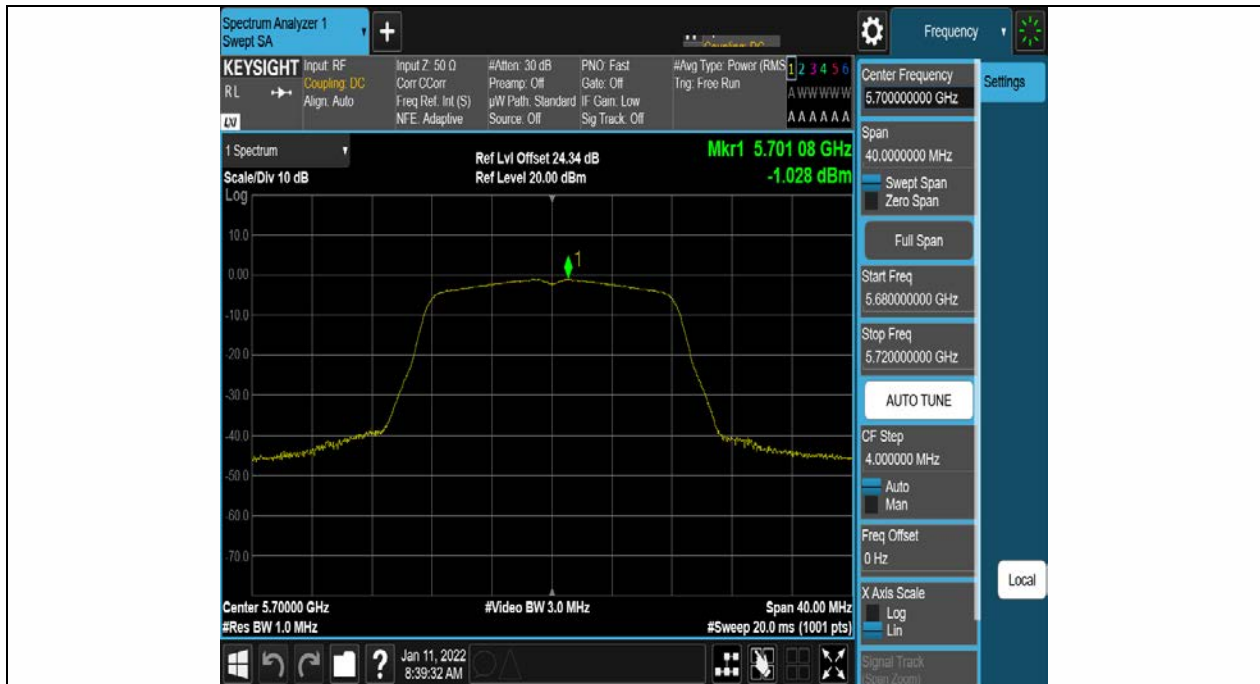 Spectrum Analyzer 1
Swept SA
+
Frequency
KEYSIGHT
RL
LXI
Input: RF
Coupling: DC
Align: Auto
Input Z: 50 Ω
Corr CCorr
Freq Ref: Int (S)
NFE: Adaptive
#Atten: 30 dB
Preamp: Off
µW Path: Standard
Source: Off
PNO: Fast
Gate: Off
IF Gain: Low
Sig Track: Off
#Avg Type: Power (RMS
Trig: Free Run
1 2 3 4 5 6
A W W W W W
A A A A A A
1 Spectrum
Scale/Div 10 dB
Log
Ref Lvl Offset 24.34 dB
Ref Level 20.00 dBm
Mkr1 5.701 08 GHz
-1.028 dBm
1
10.0
0.00
-10.0
-20.0
-30.0
-40.0
-50.0
-60.0
-70.0
Center 5.70000 GHz
#Res BW 1.0 MHz
#Video BW 3.0 MHz
Span 40.00 MHz
#Sweep 20.0 ms (1001 pts)
Center Frequency
5.700000000 GHz
Settings
Span
40.0000000 MHz
Swept Span
Zero Span
Full Span
Start Freq
5.680000000 GHz
Stop Freq
5.720000000 GHz
AUTO TUNE
CF Step
4.000000 MHz
Auto
Man
Freq Offset
0 Hz
X Axis Scale
Log
Lin
Signal Track
(Span Zoom)
Local
?
Jan 11, 2022
8:39:32 AM